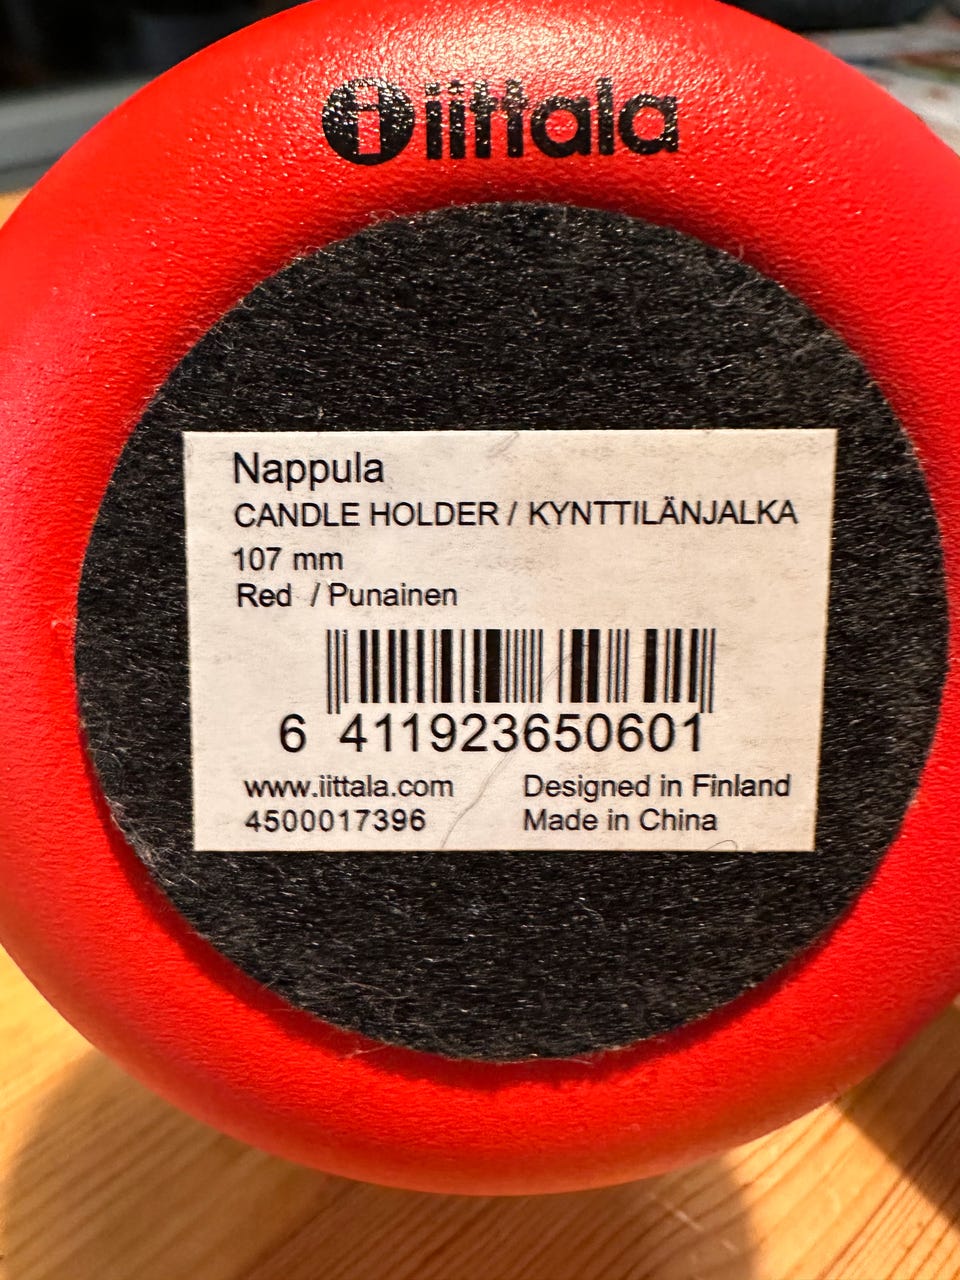 i iittala
Nappula
CANDLE HOLDER / KYNTTILÄNJALKA
107 mm
Red / Punainen
6 411923650601
www.iittala.com Designed in Finland
4500017396 Made in China